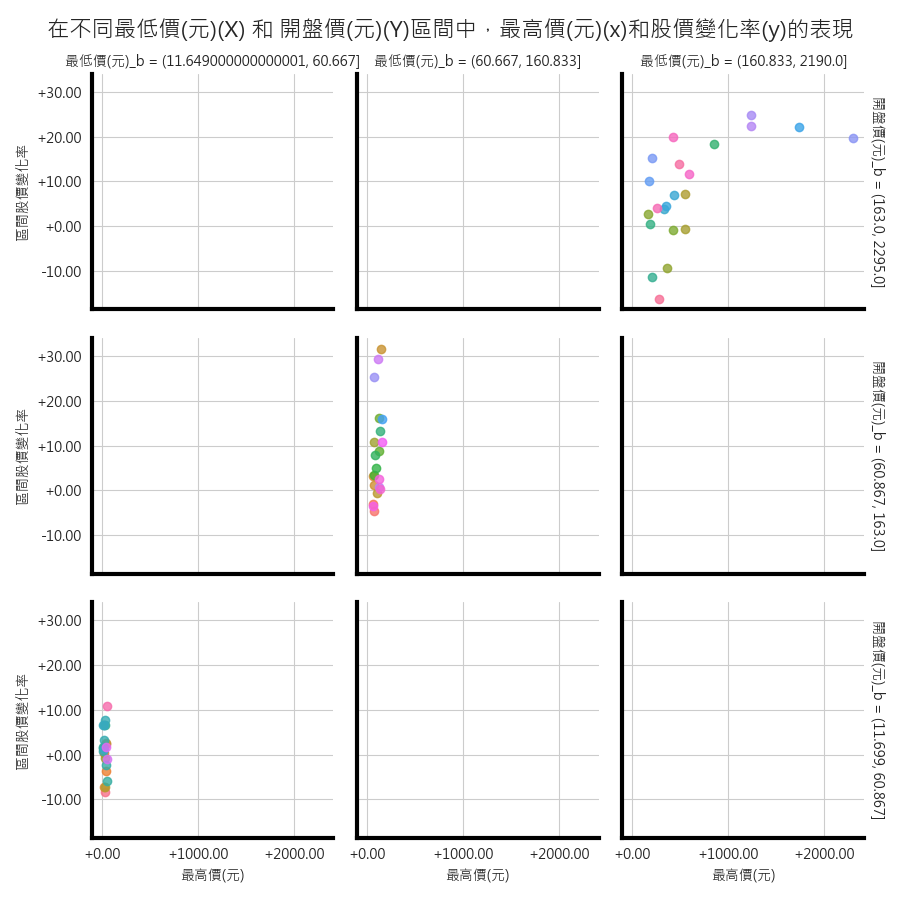 在不同最低價(元)(X) 和 開盤價(元)(Y)區間中，最高價(元)(x)和股價變化率(y)的表現
最低價(元)_b = (11.649000000000001, 60.667]
最低價(元)_b = (60.667, 160.833]
最低價(元)_b = (160.833, 2190.0]
+30.00
+20.00
+10.00
+0.00
-10.00
區間股價變化率
開盤價(元)_b = (163.0, 2295.0]
+30.00
+20.00
+10.00
+0.00
-10.00
區間股價變化率
開盤價(元)_b = (60.867, 163.0]
+30.00
+20.00
+10.00
+0.00
-10.00
區間股價變化率
開盤價(元)_b = (11.699, 60.867]
+0.00 +1000.00 +2000.00
+0.00 +1000.00 +2000.00
+0.00 +1000.00 +2000.00
最高價(元)
最高價(元)
最高價(元)